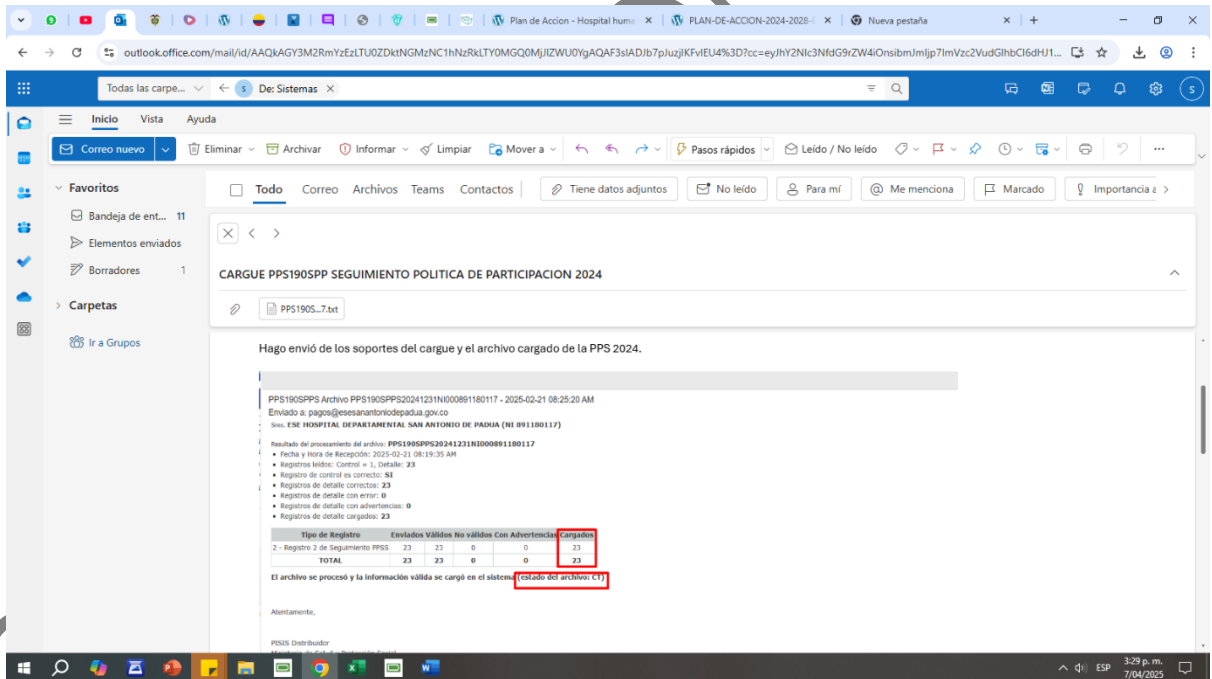 Plan de Accion - Hospital huma
PLAN-DE-ACCION-2024-2028-
Nueva pestaña
outlook.office.com/mail/id/
Todas las carpe...
S
De: Sistemas
S
Inicio Vista Ayuda
Correo nuevo
Eliminar
Archivar
Informar
Limpiar
Mover a
Pasos rápidos
Leído / No leído
Favoritos
Todo Correo Archivos Teams Contactos
Tiene datos adjuntos
No leído
Para mí
@ Me menciona
Marcado
Importancia
Bandeja de ent... 11
Elementos enviados
Borradores 1
Carpetas
Ir a Grupos
CARGUE PPS190SPP SEGUIMIENTO POLITICA DE PARTICIPACION 2024
PPS190S...7.txt
Hago envió de los soportes del cargue y el archivo cargado de la PPS 2024.
PPS190SPPS Archivo PPS190SPPS20241231NI000891180117 - 2025-02-21 08:25:20 AM
Enviado a: pagos@esesanantoniodepadua.gov.co
Sres. ESE HOSPITAL DEPARTAMENTAL SAN ANTONIO DE PADUA (NI 891180117)
Resultado del procesamiento del archivo: PPS190SPPS20241231NI000891180117
• Fecha y Hora de Recepción: 2025-02-21 08:19:35 AM
• Registros leídos: Control = 1, Detalle: 23
• Registro de control es correcto: SI
• Registros de detalle correctos: 23
• Registros de detalle con error: 0
• Registros de detalle con advertencias: 0
• Registros de detalle cargados: 23
Tipo de Registro Enviados Válidos No válidos Con Advertencias Cargados
2 - Registro 2 de Seguimiento PPSS 23 23 0 0 23
TOTAL 23 23 0 0 23
El archivo se procesó y la información válida se cargó en el sistema (estado del archivo: CT)
Atentamente,
PISIS Distribuidor
ESP
3:29 p. m.
7/04/2025